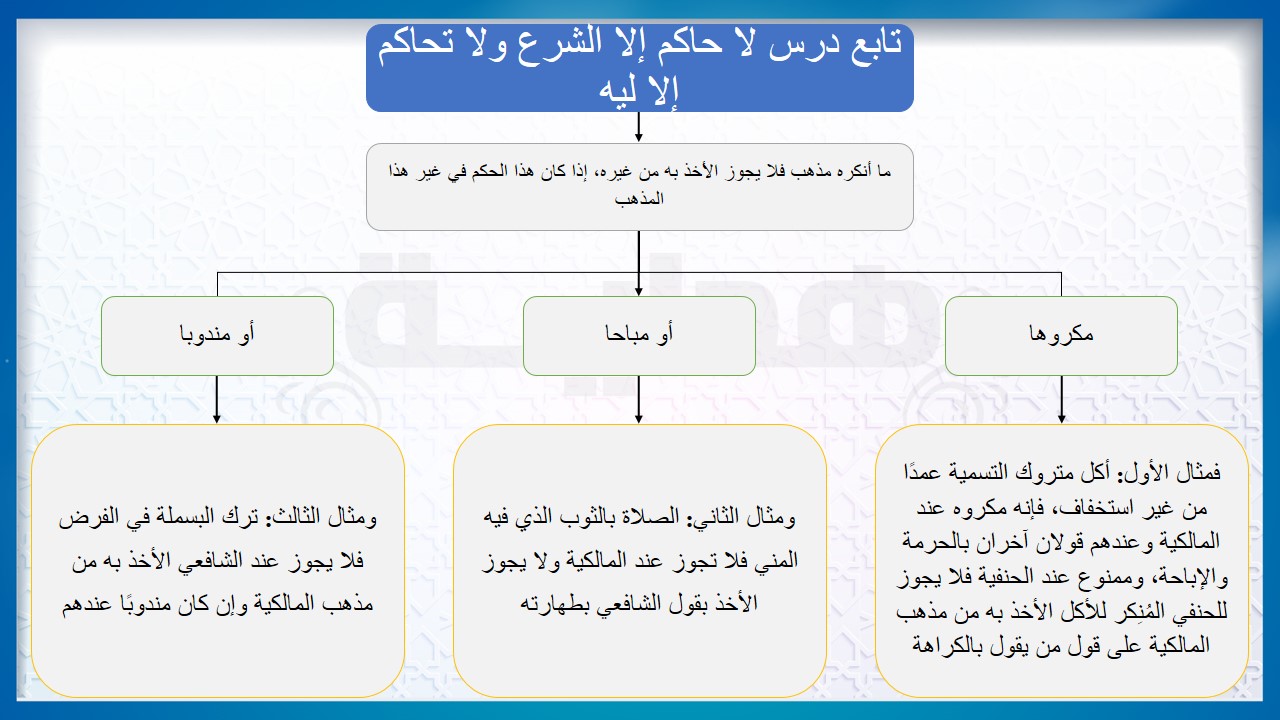 تابع درس لا حاكم إلا الشرع ولا تحاكم
إلا ليه
ما أنكره مذهب فلا يجوز الأخذ به من غيره، إذا كان هذا الحكم في غير هذا
المذهب
مكروها
أو مباحا
أو مندوبا
فمثال الأول: أكل متروك التسمية عمدًا
من غير استخفاف، فإنه مكروه عند
المالكية وعندهم قولان آخران بالحرمة
والإباحة، وممنوع عند الحنفية فلا يجوز
للحنفي المُنِكر للأكل الأخذ به من مذهب
المالكية على قول من يقول بالكراهة
ومثال الثاني: الصلاة بالثوب الذي فيه
المني فلا تجوز عند المالكية ولا يجوز
الأخذ بقول الشافعي بطهارته
ومثال الثالث: ترك البسملة في الفرض
فلا يجوز عند الشافعي الأخذ به من
مذهب المالكية وإن كان مندوبًا عندهم
هداية